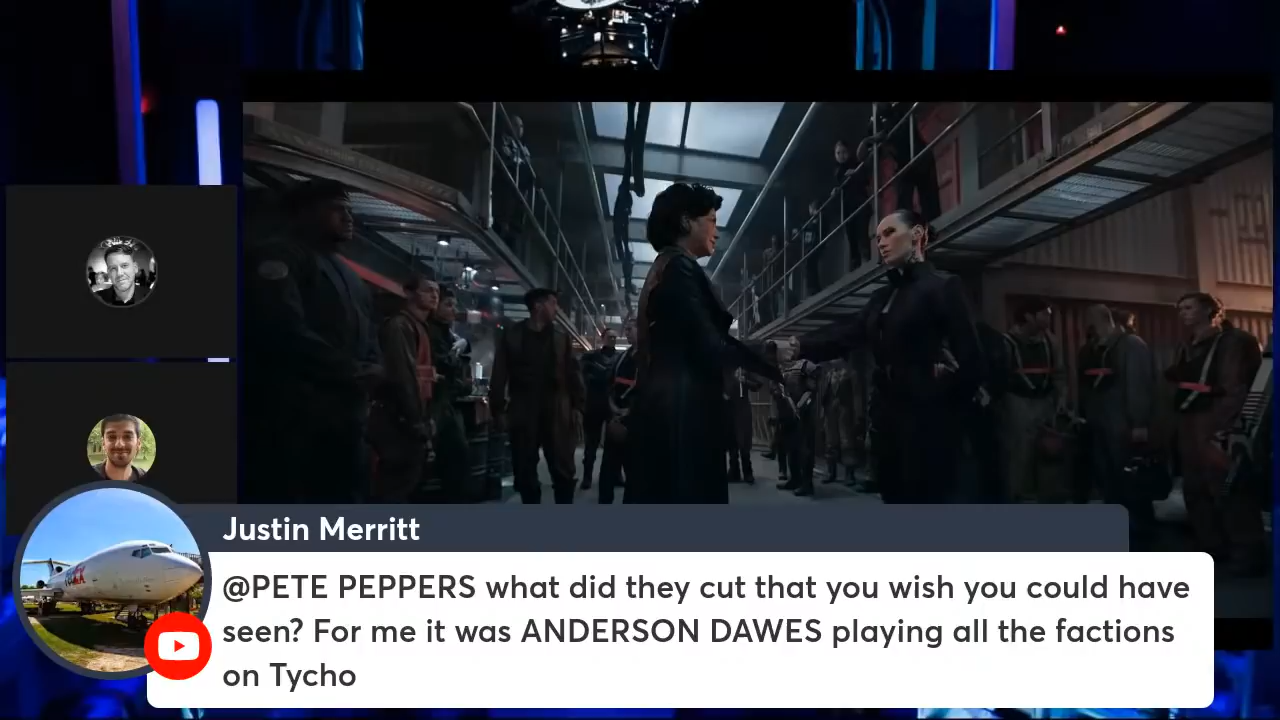 Justin Merritt
@PETE PEPPERS what did they cut that you wish you could have
seen? For me it was ANDERSON DAWES playing all the factions
on Tycho